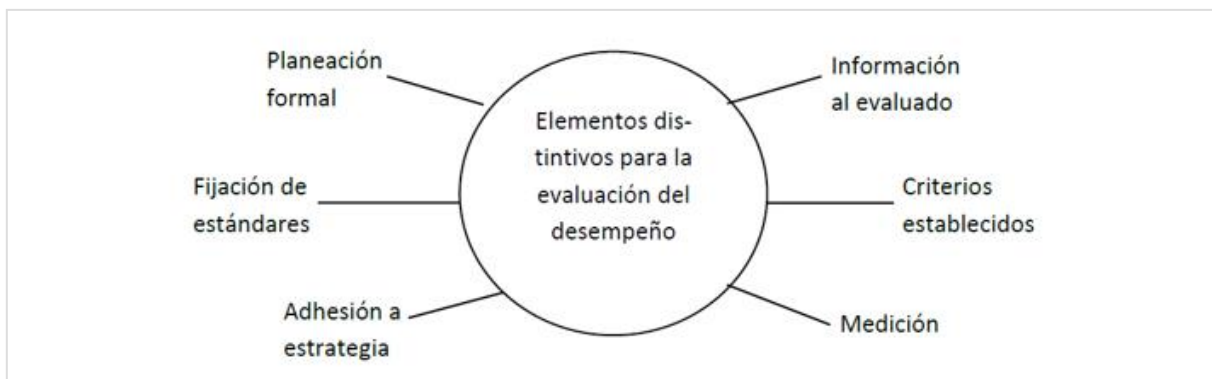 Planeación
formal
Fijación de
estándares
Adhesión a
estrategia
Elementos dis-
tintivos para la
evaluación del
desempeño
Información
al evaluado
Criterios
establecidos
Medición